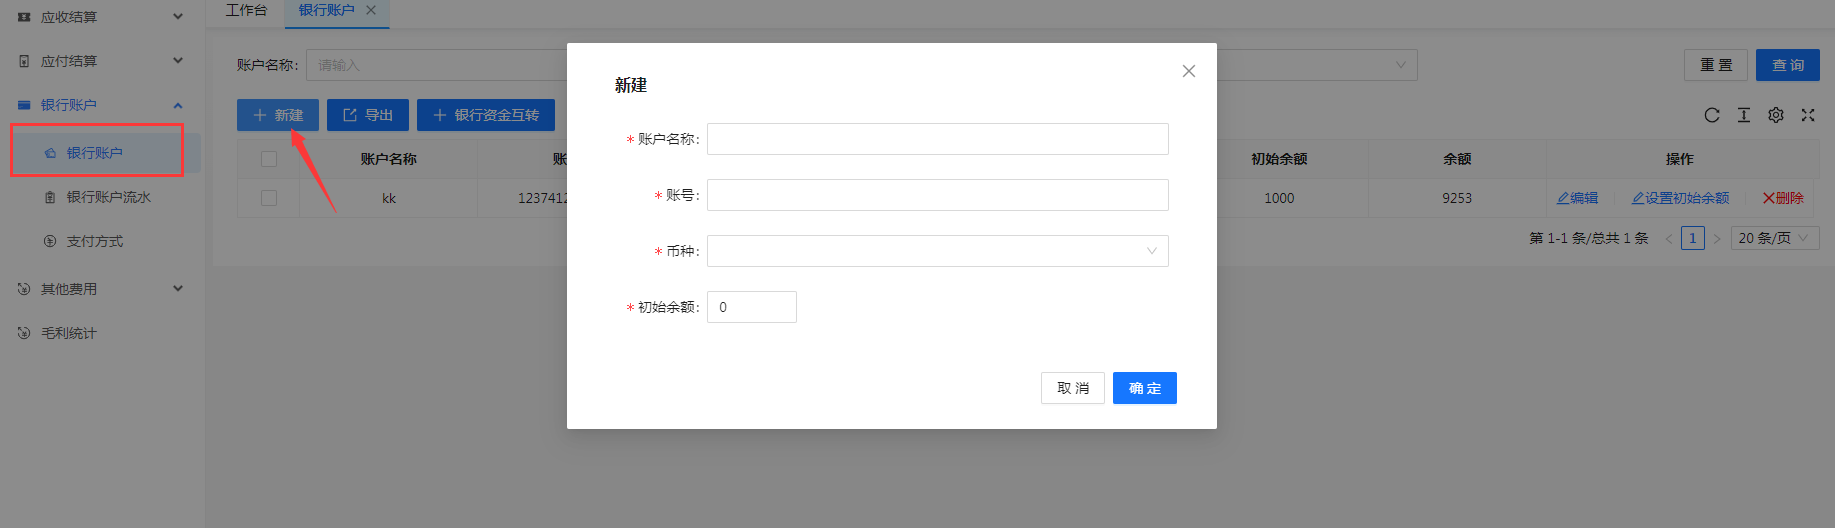 应收结算
应付结算
银行账户
银行账户
银行账户流水
支付方式
其他费用
毛利统计
工作台
银行账户
账户名称:
请输入
重 置
查 询
新建
导出
银行资金互转
账户名称
账
初始余额
余额
操作
kk
1237412
1000
9253
编辑
设置初始余额
删除
第 1-1 条/总共 1 条
1
20 条/页
新建
* 账户名称:
* 账号:
* 币种:
* 初始余额:
0
取 消
确 定